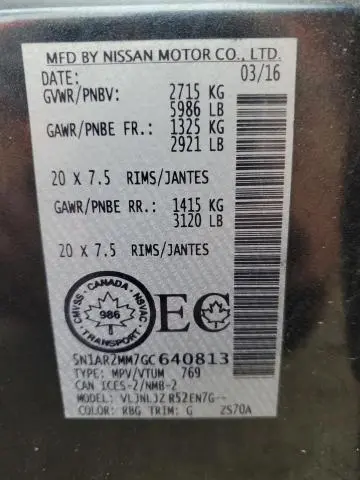 MFD BY NISSAN MOTOR CO., LTD.
03/16
GVWR/PNBV: 2715 KG
5986 LB
GAWR/PNBE FR.: 1325 KG
2921 LB
20 X 7.5 RIMS/JANTES
GAWR/PNBE RR.: 1415 KG
3120 LB
20 X 7.5 RIMS/JANTES
CANADA
CMVSS NSVAC
986
TRANSPORT
EC
5N1AR2MM7GC640813
TYPE: MPV/VTUM 769
CAN ICES-2/NMB-2
MODEL: VLJNLJZ R52EN7G--
COLOR: RBG TRIM: G 2S70A